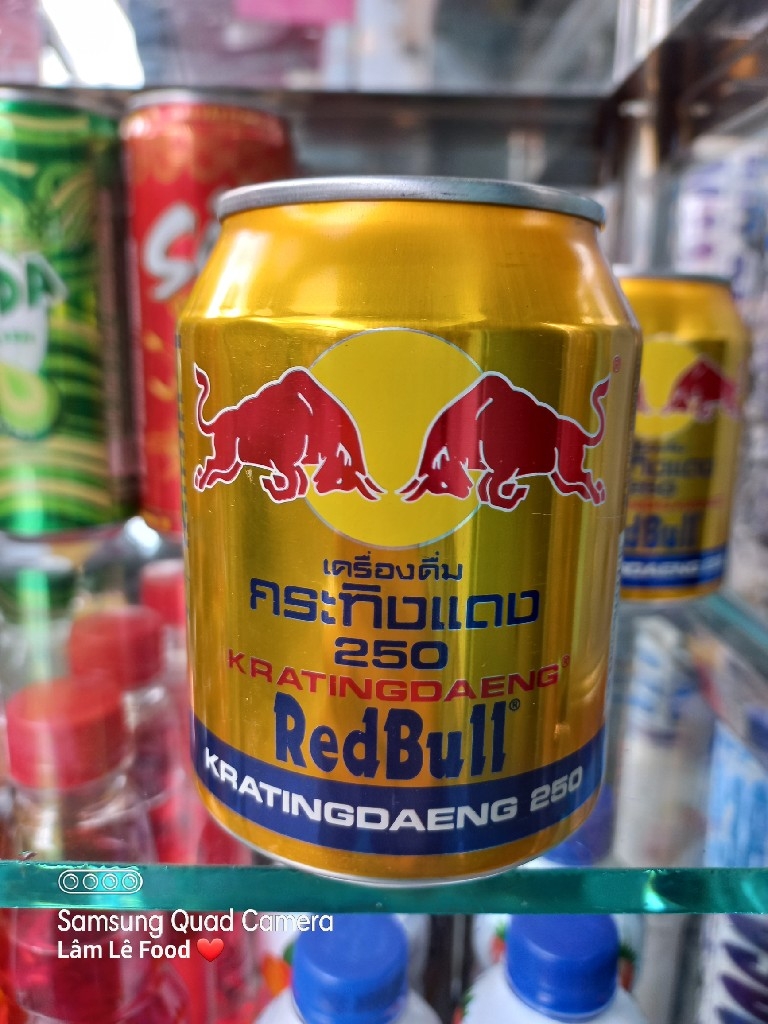 เครื่องดื่ม
กระทิงแดง
250
KRATINGDAENG®
RedBull®
KRATINGDAENG 250
Samsung Quad Camera
Lâm Lê Food ❤️